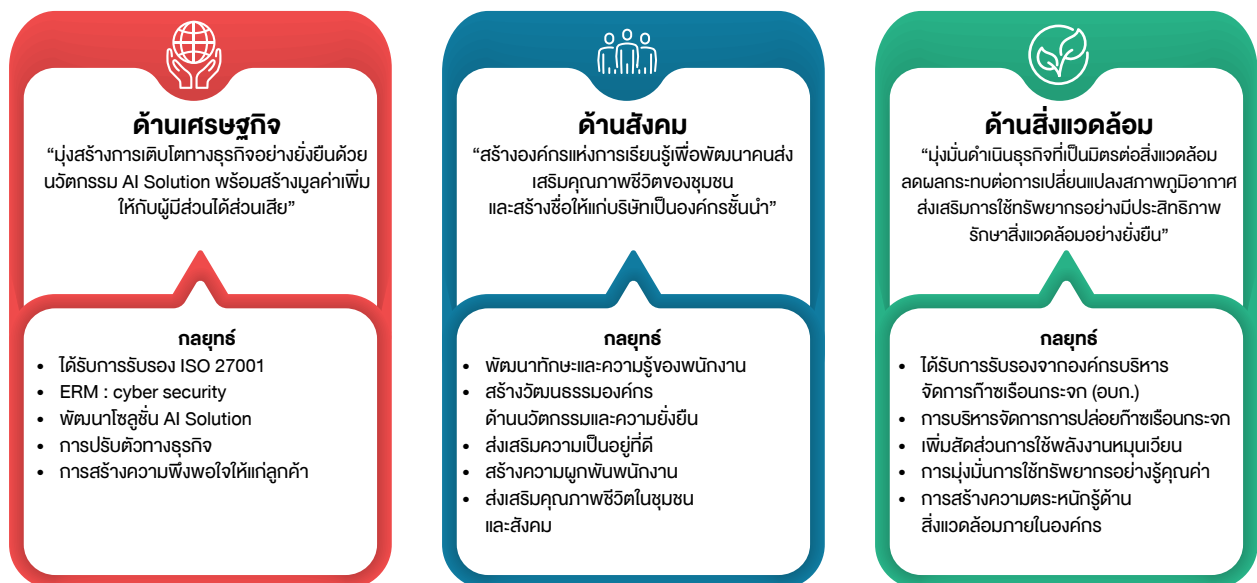 ด้านเศรษฐกิจ
“มุ่งสร้างการเติบโตทางธุรกิจอย่างยั่งยืนด้วย
นวัตกรรม AI Solution พร้อมสร้างมูลค่าเพิ่ม
ให้กับผู้มีส่วนได้ส่วนเสีย”
กลยุทธ์
• ได้รับการรับรอง ISO 27001
• ERM : cyber security
• พัฒนาโซลูชั่น AI Solution
• การปรับตัวทางธุรกิจ
• การสร้างความพึงพอใจให้แก่ลูกค้า
ด้านสังคม
“สร้างองค์กรแห่งการเรียนรู้เพื่อพัฒนาคนส่ง
เสริมคุณภาพชีวิตของชุมชน
และสร้างชื่อให้แก่บริษัทเป็นองค์กรชั้นนำ”
กลยุทธ์
• พัฒนาทักษะและความรู้ของพนักงาน
• สร้างวัฒนธรรมองค์กร
ด้านนวัตกรรมและความยั่งยืน
• ส่งเสริมความเป็นอยู่ที่ดี
• สร้างความผูกพันพนักงาน
• ส่งเสริมคุณภาพชีวิตในชุมชน
และสังคม
ด้านสิ่งแวดล้อม
“มุ่งมั่นดำเนินธุรกิจที่เป็นมิตรต่อสิ่งแวดล้อม
ลดผลกระทบต่อการเปลี่ยนแปลงสภาพภูมิอากาศ
ส่งเสริมการใช้ทรัพยากรอย่างมีประสิทธิภาพ
รักษาสิ่งแวดล้อมอย่างยั่งยืน”
กลยุทธ์
• ได้รับการรับรองจากองค์กรบริหาร
จัดการก๊าซเรือนกระจก (อบก.)
• การบริหารจัดการการปล่อยก๊าซเรือนกระจก
• เพิ่มสัดส่วนการใช้พลังงานหมุนเวียน
• การมุ่งมั่นการใช้ทรัพยากรอย่างรู้คุณค่า
• การสร้างความตระหนักรู้ด้าน
สิ่งแวดล้อมภายในองค์กร